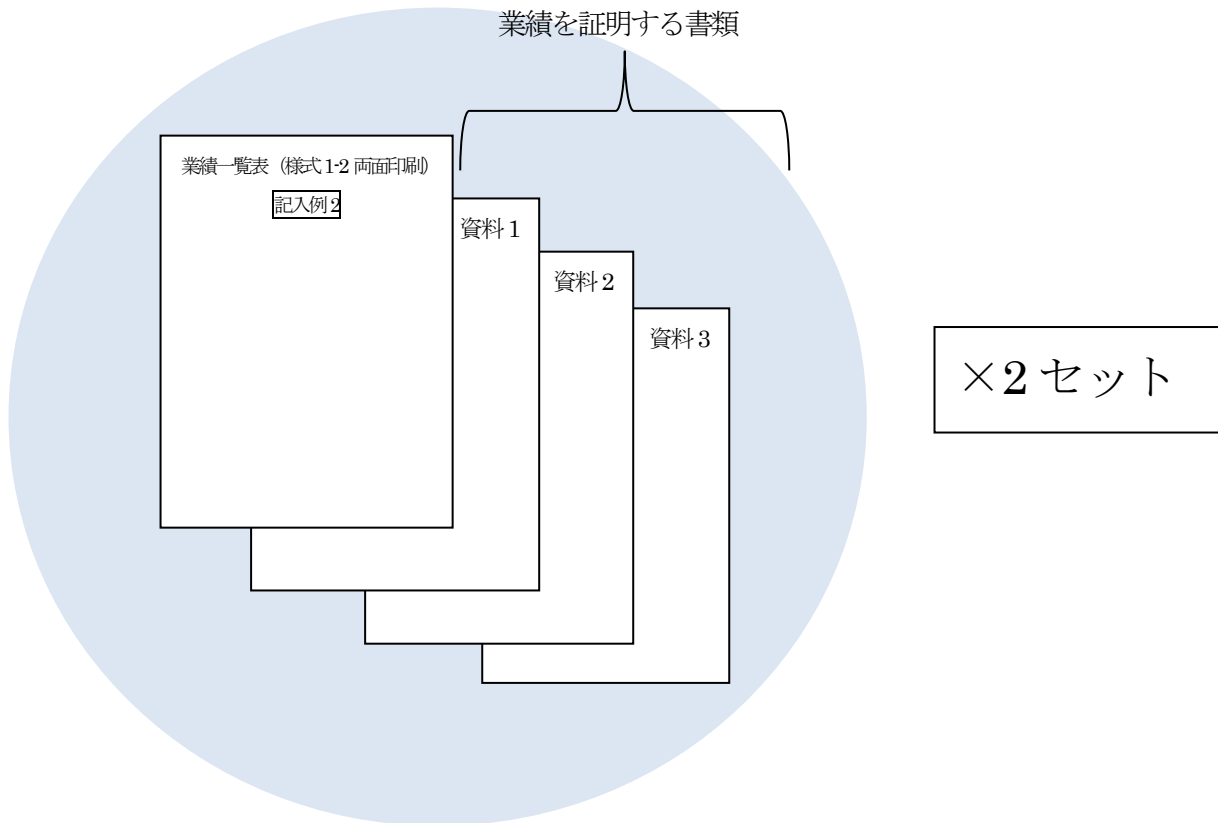 業績を証明する書類
業績一覧表（様式1-2 両面印刷）
記入例2
資料1
資料2
資料3
×2セット